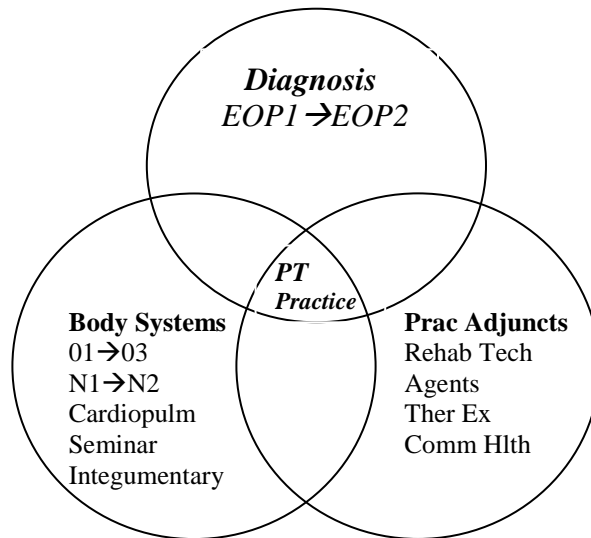 Diagnosis
EOP1→EOP2
PT
Practice
Body Systems
01→03
N1→N2
Cardiopulm
Seminar
Integumentary
Prac Adjuncts
Rehab Tech
Agents
Ther Ex
Comm Hlth